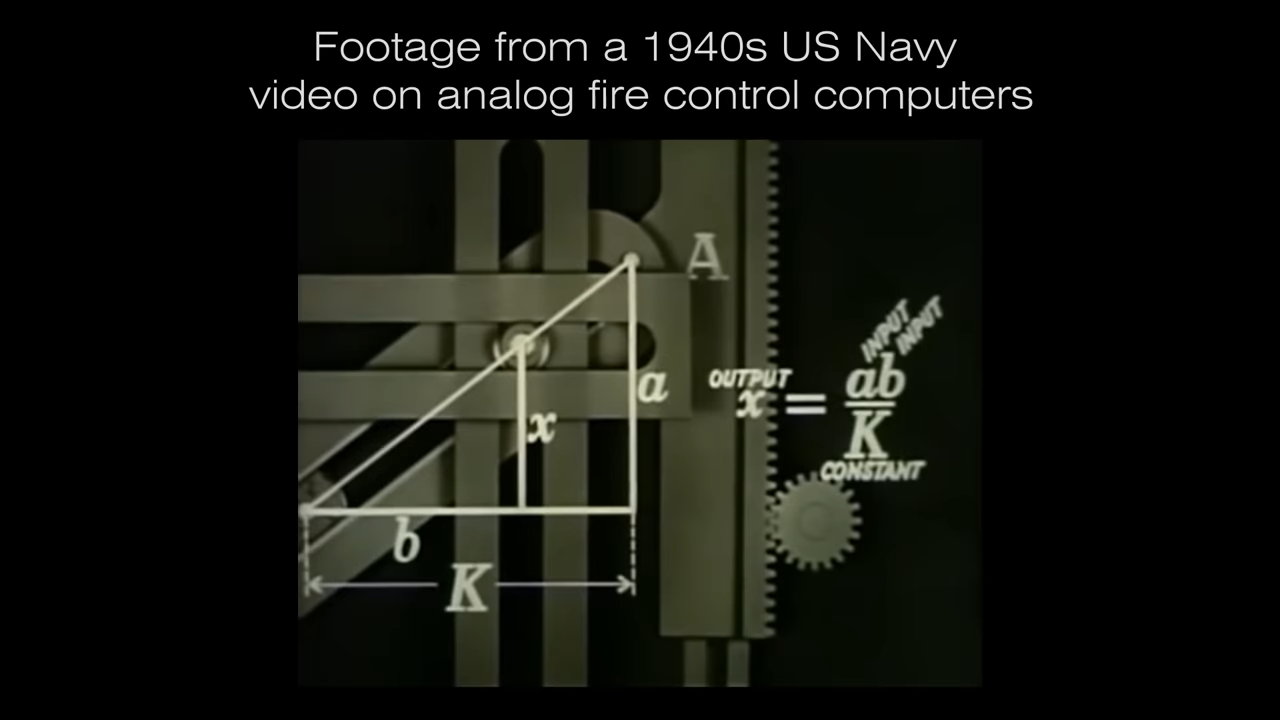 Footage from a 1940s US Navy
video on analog fire control computers
A
INPUT
INPUT
OUTPUT
x = ab
K
CONSTANT
a
x
b
K